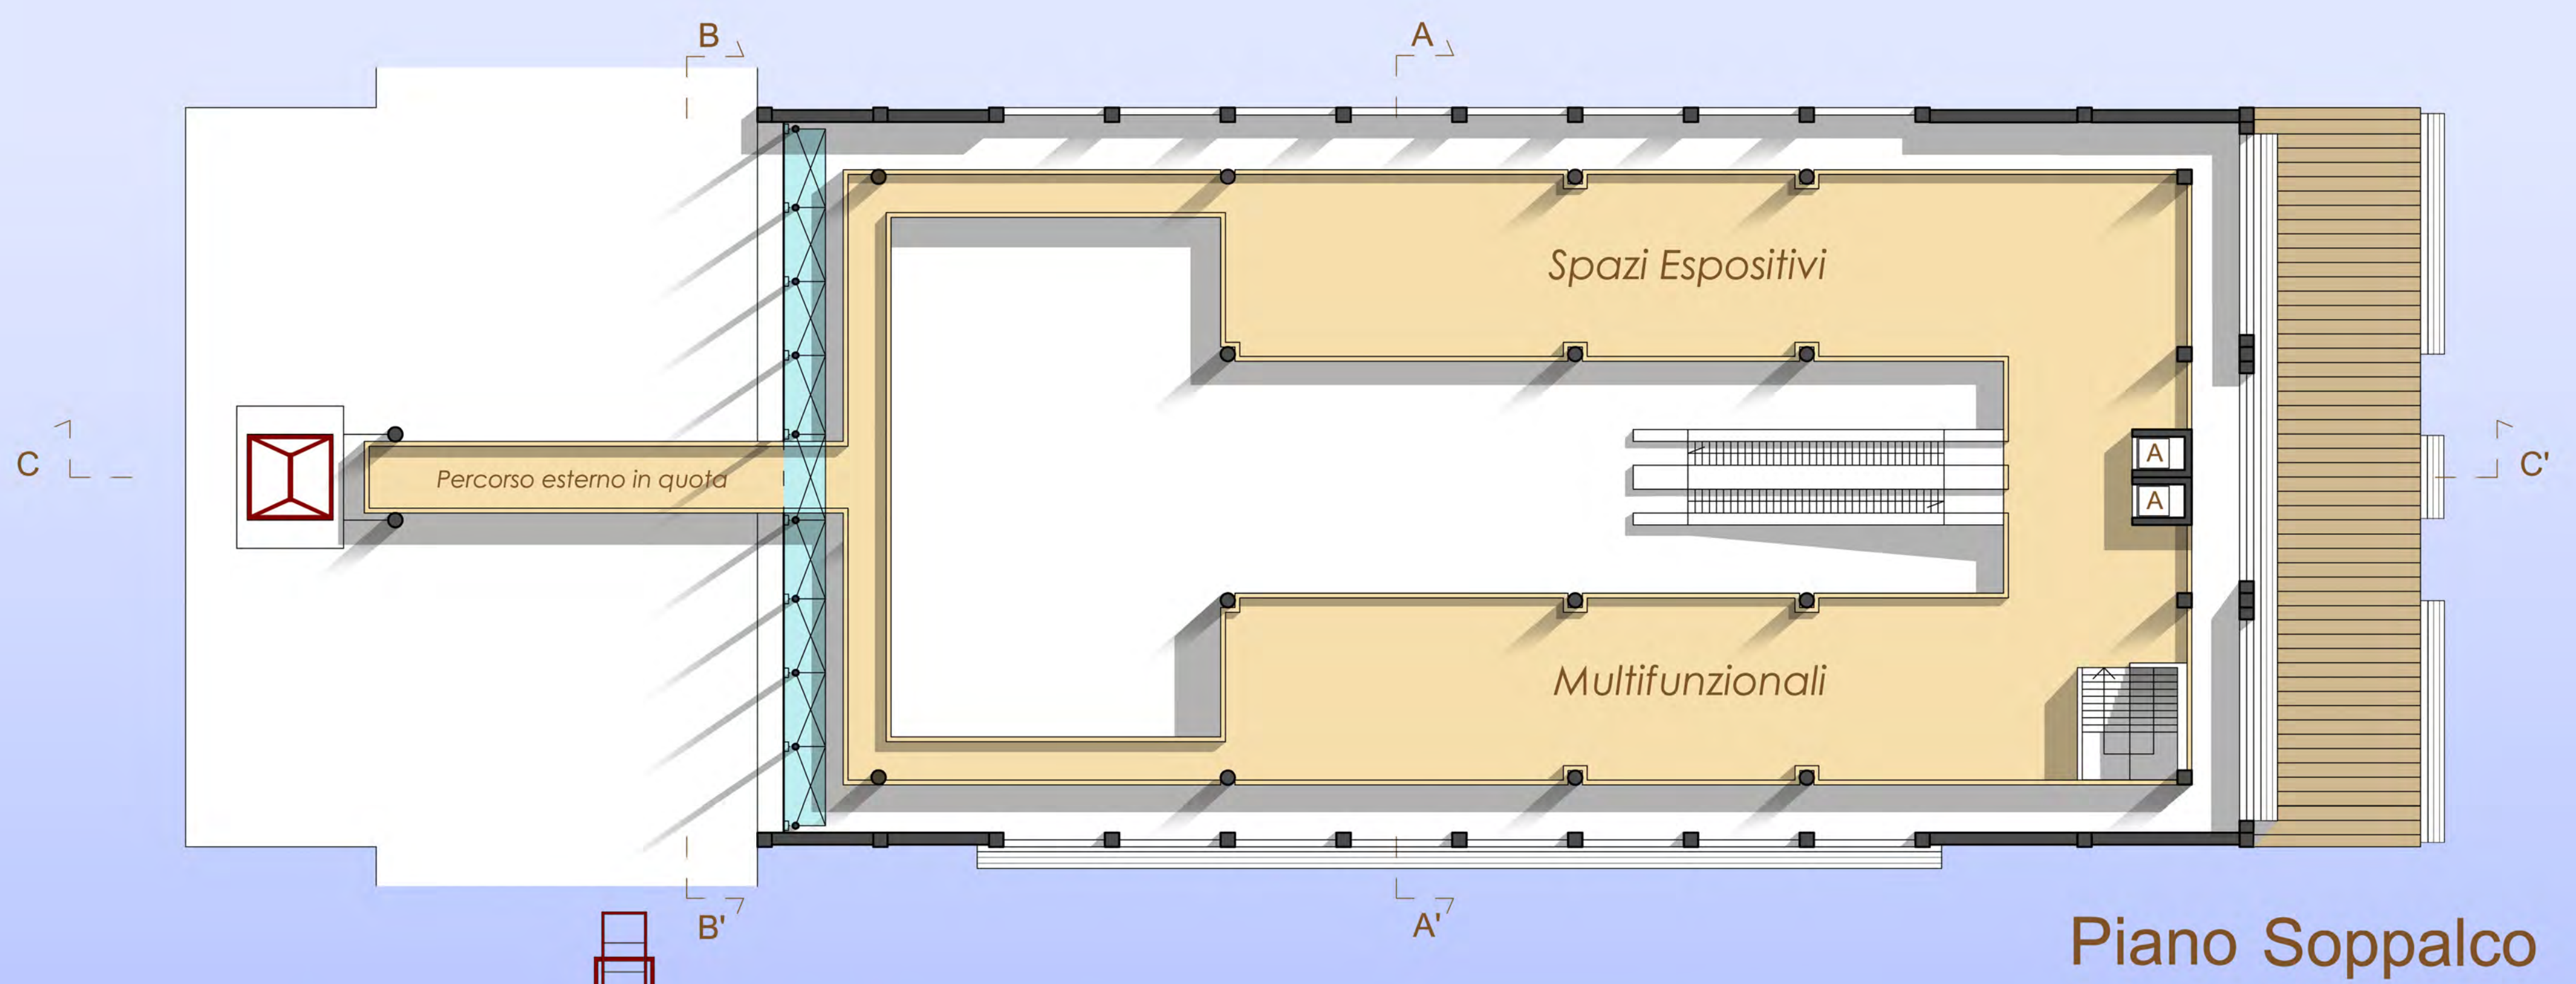 B
A
Spazi Espositivi
C
Percorso esterno in quota
A
C'
A
Multifunzionali
B'
A'
Piano Soppalco